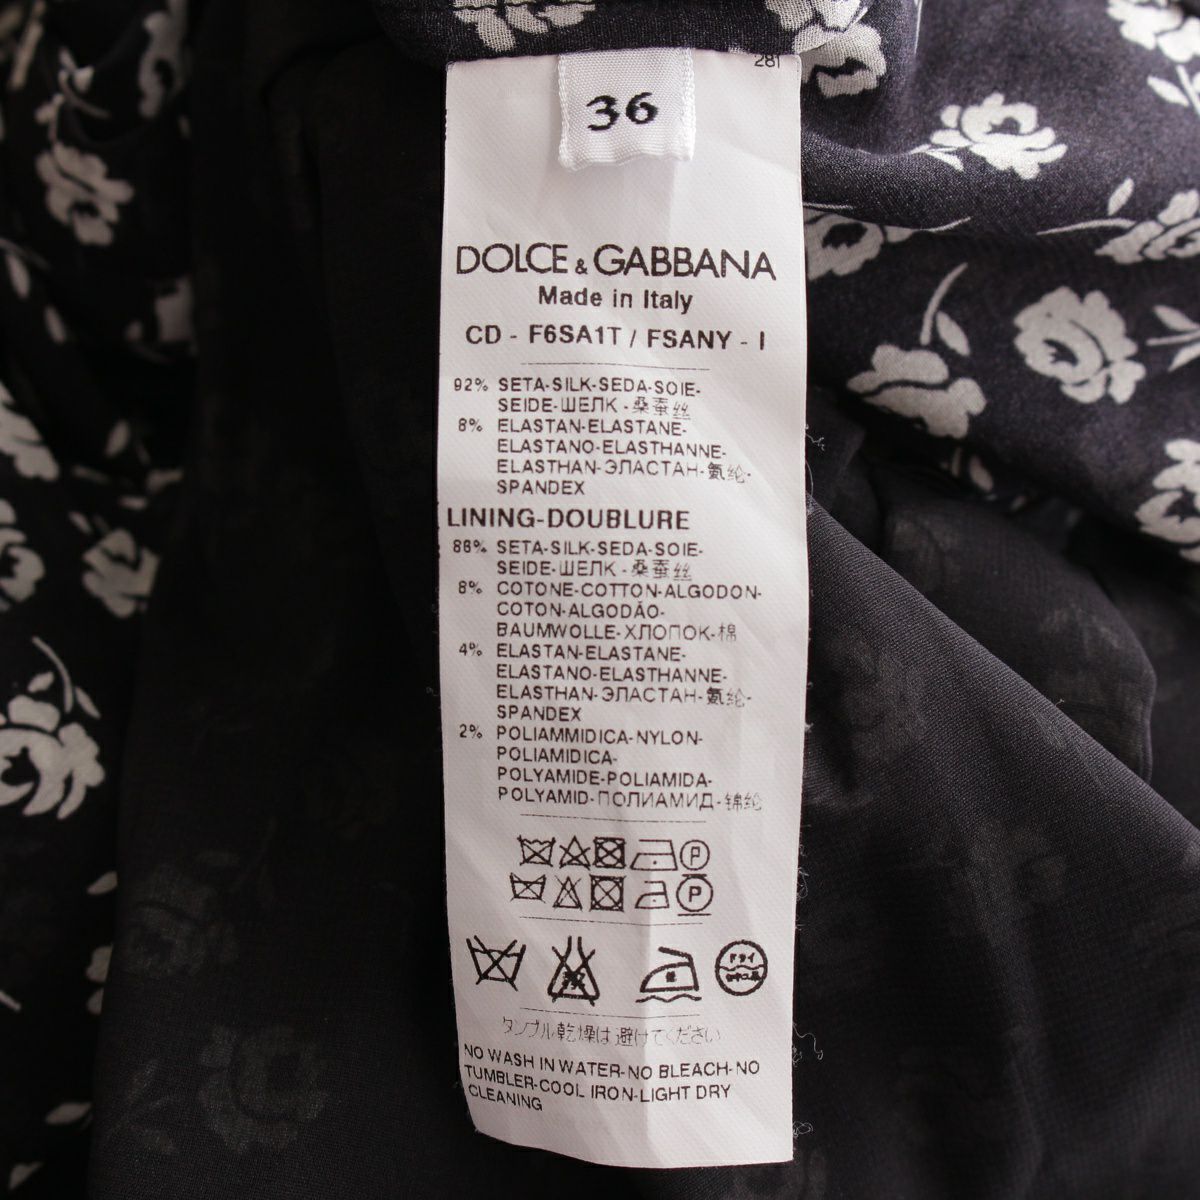 281
36
DOLCE & GABBANA
Made in Italy
CD - F6SA1T / FSANY - I
92% SETA-SILK-SEDA-SOIE-
SEIDE-ШЕЛК-桑蚕丝
8% ELASTAN-ELASTANE-
ELASTANO-ELASTHANNE-
ELASTHAN-ЭЛАСТАН-氨纶-
SPANDEX
LINING-DOUBLURE
86% SETA-SILK-SEDA-SOIE-
SEIDE-ШЕЛК-桑蚕丝
8% COTONE-COTTON-ALGODON-
COTON-ALGODÃO-
BAUMWOLLE-ХЛОПОК-棉
4% ELASTAN-ELASTANE-
ELASTANO-ELASTHANNE-
ELASTHAN-ЭЛАСТАН-氨纶-
SPANDEX
2% POLIAMMIDICA-NYLON-
POLIAMIDICA-
POLYAMIDE-POLIAMIDA-
POLYAMID-ПОЛИАМИД-锦纶
P
P
ドライ
タンブル乾燥は避けてください
NO WASH IN WATER-NO BLEACH-NO
TUMBLER-COOL IRON-LIGHT DRY
CLEANING